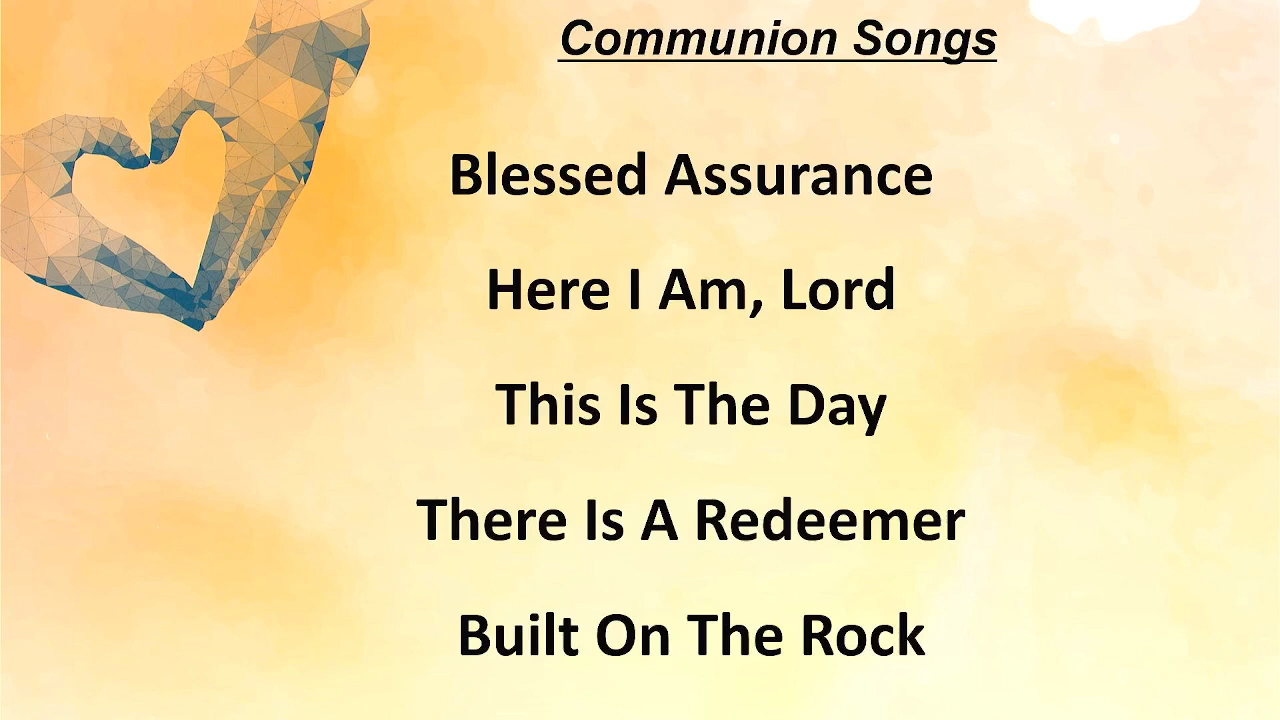 Communion Songs
Blessed Assurance
Here I Am, Lord
This Is The Day
There Is A Redeemer
Built On The Rock